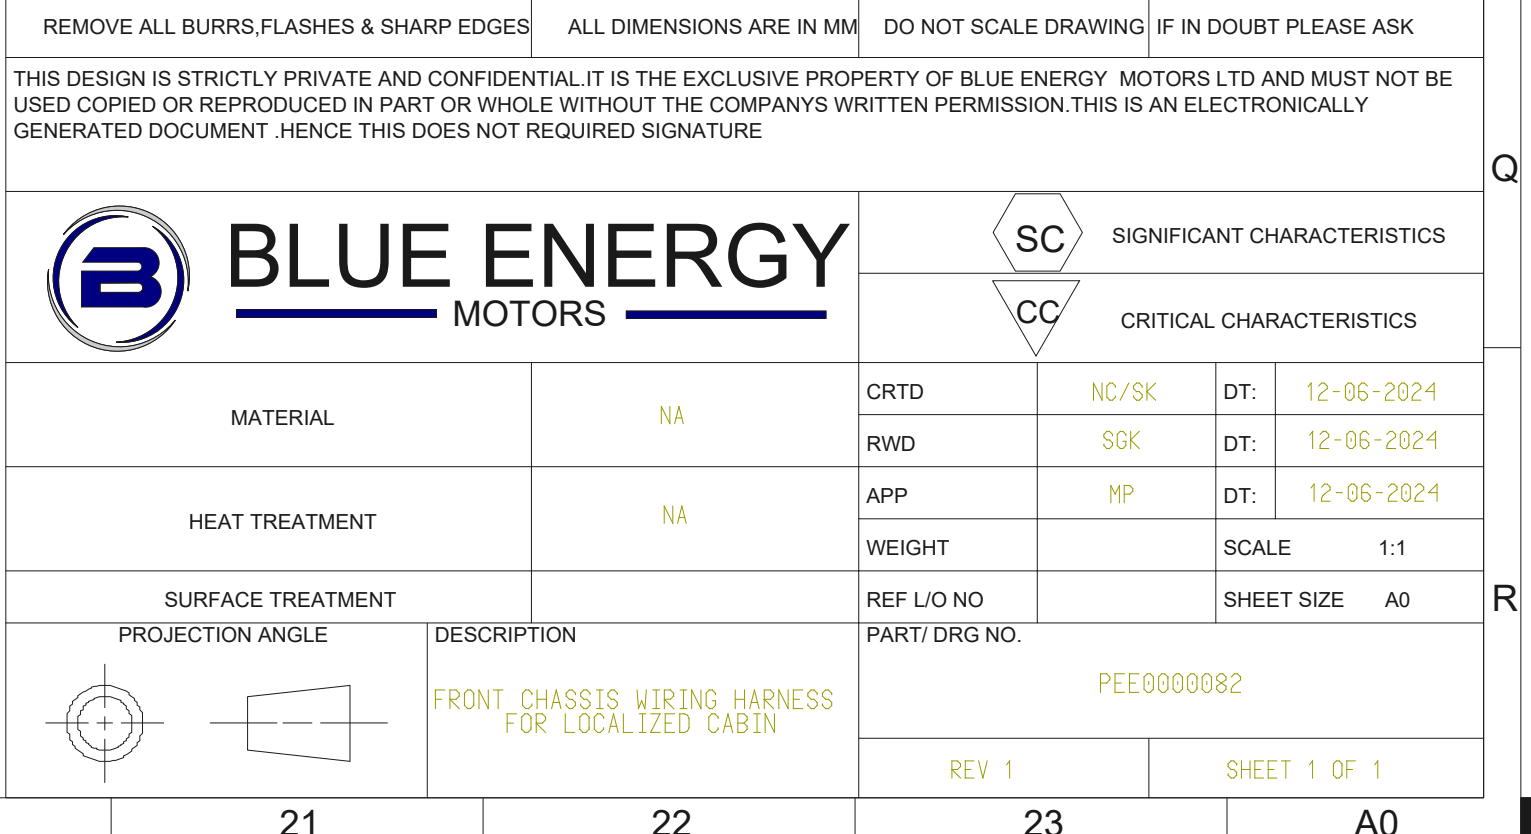 REMOVE ALL BURRS,FLASHES & SHARP EDGES
ALL DIMENSIONS ARE IN MM
DO NOT SCALE DRAWING
IF IN DOUBT PLEASE ASK
THIS DESIGN IS STRICTLY PRIVATE AND CONFIDENTIAL.IT IS THE EXCLUSIVE PROPERTY OF BLUE ENERGY MOTORS LTD AND MUST NOT BE
USED COPIED OR REPRODUCED IN PART OR WHOLE WITHOUT THE COMPANYS WRITTEN PERMISSION.THIS IS AN ELECTRONICALLY
GENERATED DOCUMENT .HENCE THIS DOES NOT REQUIRED SIGNATURE
Q
B
BLUE ENERGY
MOTORS
SC
SIGNIFICANT CHARACTERISTICS
CC
CRITICAL CHARACTERISTICS
MATERIAL
NA
CRTD
NC/SK
DT:
12-06-2024
RWD
SGK
DT:
12-06-2024
HEAT TREATMENT
NA
APP
MP
DT:
12-06-2024
WEIGHT
SCALE
1:1
SURFACE TREATMENT
REF L/O NO
SHEET SIZE
A0
R
PROJECTION ANGLE
DESCRIPTION
FRONT CHASSIS WIRING HARNESS
FOR LOCALIZED CABIN
PART/ DRG NO.
PEE0000082
REV 1
SHEET 1 OF 1
21
22
23
A0